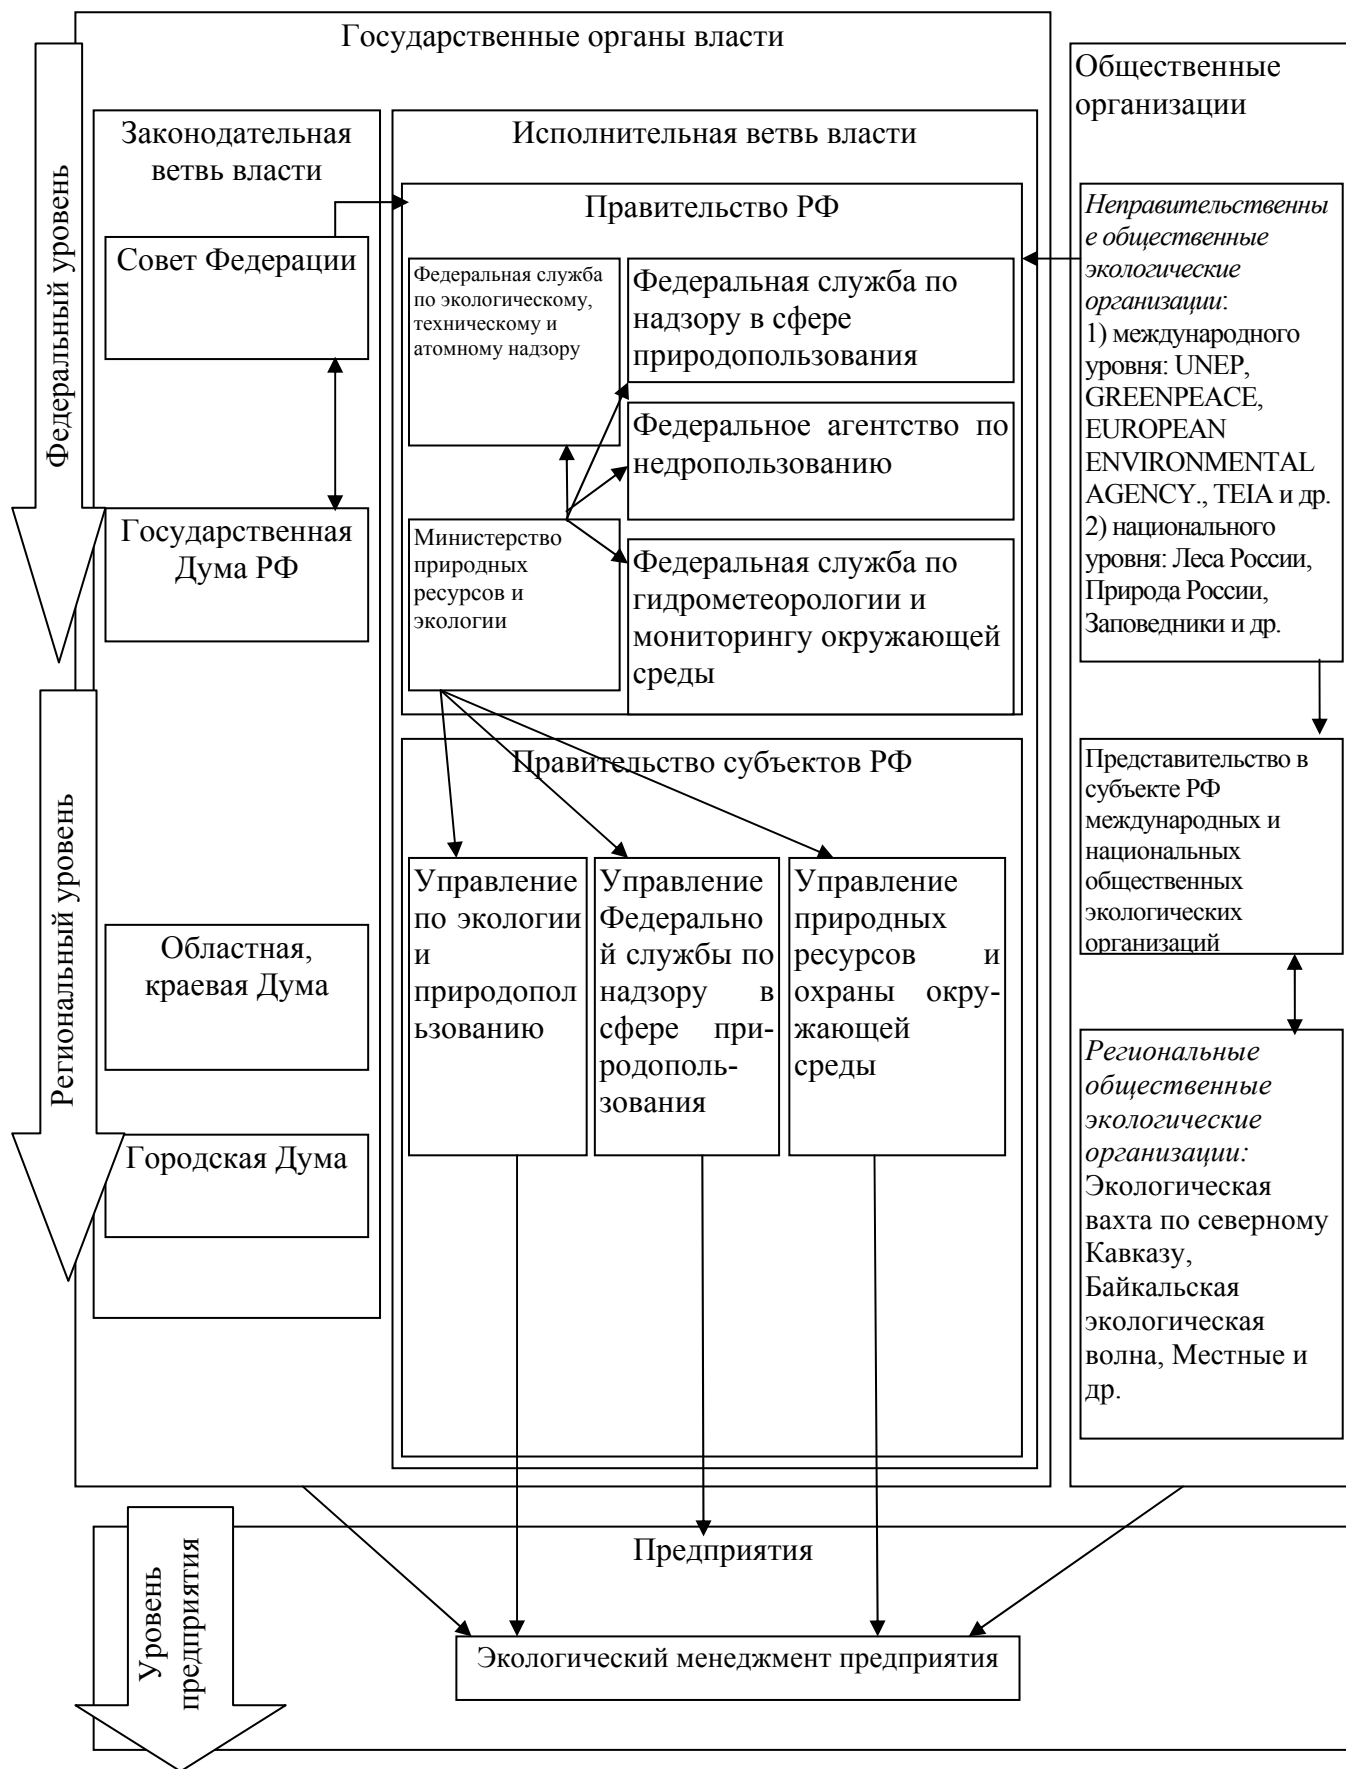 Государственные органы власти
Федеральный уровень
Законодательная
ветвь власти
Совет Федерации
Государственная
Дума РФ
Исполнительная ветвь власти
Правительство РФ
Федеральная служба
по экологическому,
техническому и
атомному надзору
Федеральная служба по
надзору в сфере
природопользования
Федеральное агентство по
недропользованию
Министерство
природных
ресурсов и
экологии
Федеральная служба по
гидрометеорологии и
мониторингу окружающей
среды
Общественные
организации
Неправительственны
е общественные
экологические
организации:
1) международного
уровня: UNEP,
GREENPEACE,
EUROPEAN
ENVIRONMENTAL
AGENCY., TEIA и др.
2) национального
уровня: Леса России,
Природа России,
Заповедники и др.
Региональный уровень
Областная,
краевая Дума
Городская Дума
Правительство субъектов РФ
Управление
по экологии
и
природопол
ьзованию
Управление
Федерально
й службы по
надзору в
сфере при-
родополь-
зования
Управление
природных
ресурсов и
охраны окру-
жающей
среды
Представительство в
субъекте РФ
международных и
национальных
общественных
экологических
организаций
Региональные
общественные
экологические
организации:
Экологическая
вахта по северному
Кавказу,
Байкальская
экологическая
волна, Местные и
др.
Уровень
предприятия
Предприятия
Экологический менеджмент предприятия